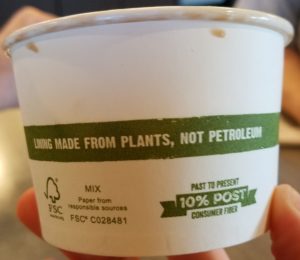 LINING MADE FROM PLANTS, NOT PETROLEUM
FSC
MIX
Paper from
responsible sources
FSC® C028481
PAST TO PRESENT
10% POST
CONSUMER FIBER